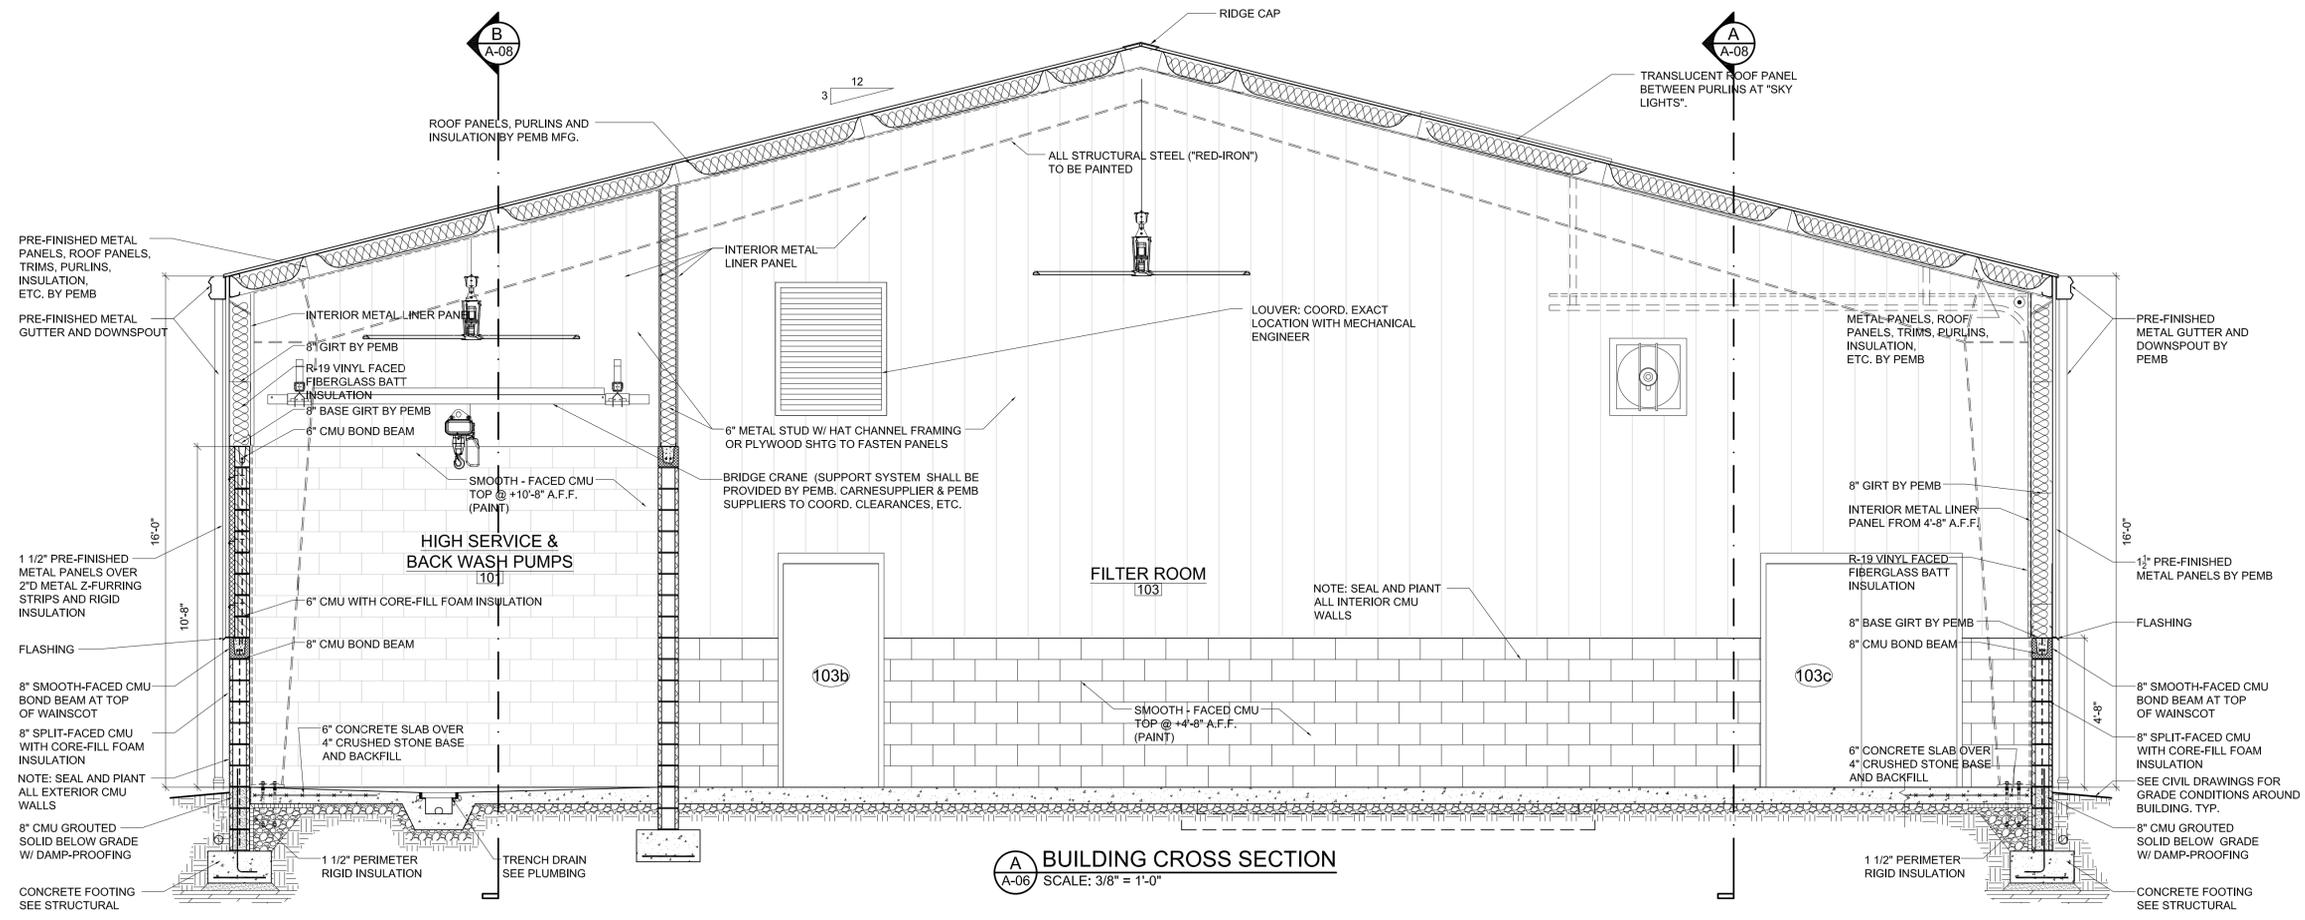 B
A-08
RIDGE CAP
A
A-08
12
3
TRANSLUCENT ROOF PANEL
BETWEEN PURLINS AT "SKY
LIGHTS".
ROOF PANELS, PURLINS AND
INSULATION BY PEMB MFG.
ALL STRUCTURAL STEEL ("RED-IRON")
TO BE PAINTED
PRE-FINISHED METAL
PANELS, ROOF PANELS,
TRIMS, PURLINS,
INSULATION,
ETC. BY PEMB
PRE-FINISHED METAL
GUTTER AND DOWNSPOUT
INTERIOR METAL
LINER PANEL
INTERIOR METAL LINER PANEL
8" GIRT BY PEMB
R-19 VINYL FACED
FIBERGLASS BATT
INSULATION
8" BASE GIRT BY PEMB
6" CMU BOND BEAM
LOUVER: COORD. EXACT
LOCATION WITH MECHANICAL
ENGINEER
METAL PANELS, ROOF
PANELS, TRIMS, PURLINS,
INSULATION,
ETC. BY PEMB
PRE-FINISHED
METAL GUTTER AND
DOWNSPOUT BY
PEMB
6" METAL STUD W/ HAT CHANNEL FRAMING
OR PLYWOOD SHTG TO FASTEN PANELS
BRIDGE CRANE (SUPPORT SYSTEM SHALL BE
PROVIDED BY PEMB. CARNESUPPLIER & PEMB
SUPPLIERS TO COORD. CLEARANCES, ETC.
SMOOTH - FACED CMU
TOP @ +10'-8" A.F.F.
(PAINT)
8" GIRT BY PEMB
INTERIOR METAL LINER
PANEL FROM 4'-8" A.F.F.
16'-0"
10'-8"
16'-0"
4'-8"
HIGH SERVICE &
BACK WASH PUMPS
101
1 1/2" PRE-FINISHED
METAL PANELS OVER
2"D METAL Z-FURRING
STRIPS AND RIGID
INSULATION
FILTER ROOM
103
NOTE: SEAL AND PIANT
ALL INTERIOR CMU
WALLS
R-19 VINYL FACED
FIBERGLASS BATT
INSULATION
1 1/2" PRE-FINISHED
METAL PANELS BY PEMB
6" CMU WITH CORE-FILL FOAM INSULATION
8" CMU BOND BEAM
8" BASE GIRT BY PEMB
8" CMU BOND BEAM
FLASHING
FLASHING
103b
103c
8" SMOOTH-FACED CMU
BOND BEAM AT TOP
OF WAINSCOT
8" SMOOTH-FACED CMU
BOND BEAM AT TOP
OF WAINSCOT
SMOOTH - FACED CMU
TOP @ +4'-8" A.F.F.
(PAINT)
8" SPLIT-FACED CMU
WITH CORE-FILL FOAM
INSULATION
6" CONCRETE SLAB OVER
4" CRUSHED STONE BASE
AND BACKFILL
6" CONCRETE SLAB OVER
4" CRUSHED STONE BASE
AND BACKFILL
8" SPLIT-FACED CMU
WITH CORE-FILL FOAM
INSULATION
NOTE: SEAL AND PIANT
ALL EXTERIOR CMU
WALLS
SEE CIVIL DRAWINGS FOR
GRADE CONDITIONS AROUND
BUILDING. TYP.
8" CMU GROUTED
SOLID BELOW GRADE
W/ DAMP-PROOFING
8" CMU GROUTED
SOLID BELOW GRADE
W/ DAMP-PROOFING
1 1/2" PERIMETER
RIGID INSULATION
TRENCH DRAIN
SEE PLUMBING
A
A-06
BUILDING CROSS SECTION
SCALE: 3/8" = 1'-0"
1 1/2" PERIMETER
RIGID INSULATION
CONCRETE FOOTING
SEE STRUCTURAL
CONCRETE FOOTING
SEE STRUCTURAL